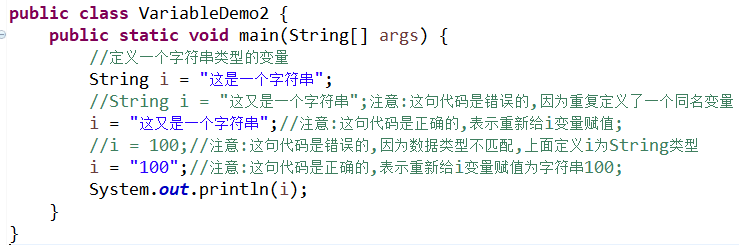 public class VariableDemo2 {
    public static void main(String[] args) {
        //定义一个字符串类型的变量
        String i = "这是一个字符串";
        //String i = "这又是一个字符串";注意:这句代码是错误的,因为重复定义了一个同名变量
        i = "这又是一个字符串";//注意:这句代码是正确的,表示重新给i变量赋值;
        //i = 100;//注意:这句代码是错误的,因为数据类型不匹配,上面定义i为String类型
        i = "100";//注意:这句代码是正确的,表示重新给i变量赋值为字符串100;
        System.out.println(i);
    }
}